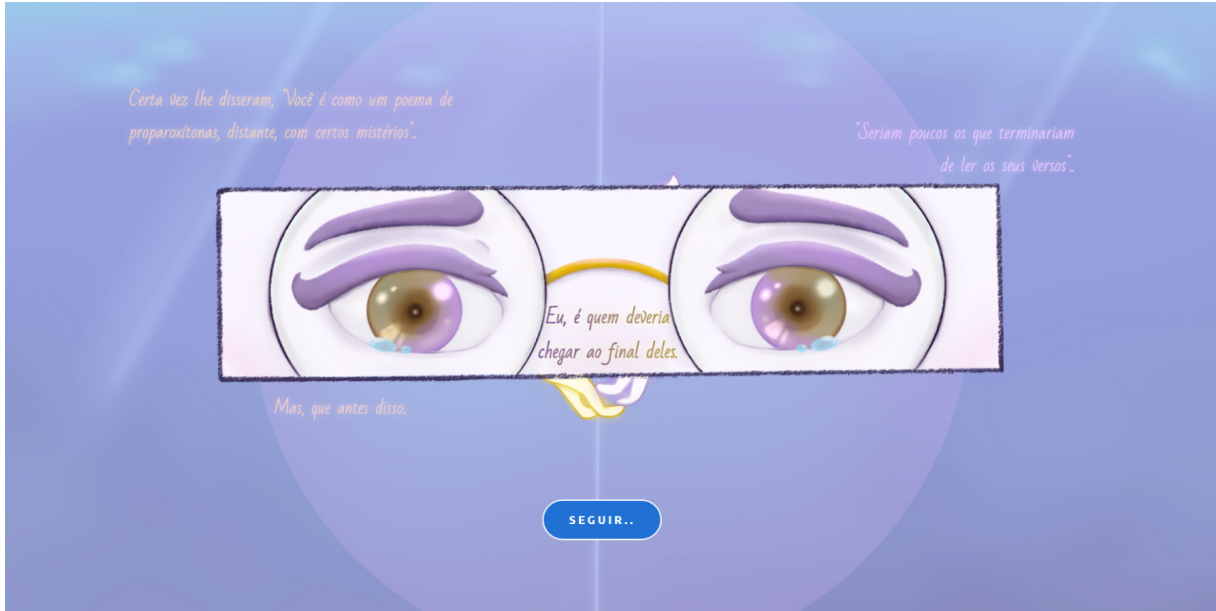 Certa vez lhe disseram, "Você é como um poema de
proparoxítonas, distante, com certos mistérios"..
"Seriam poucos os que terminariam
de ler os seus versos"..
Eu, é quem deveria
chegar ao final deles.
Mas, que antes disso..
SEGUIR..